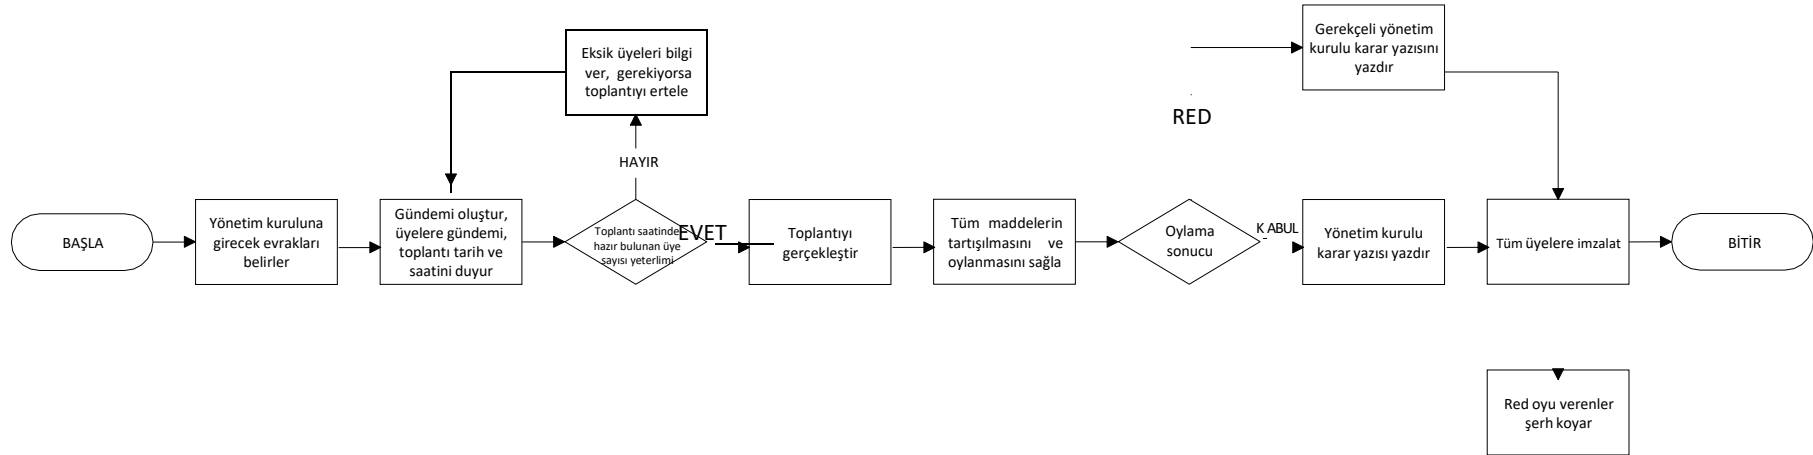 Gerekçeli yönetim
kurulu karar yazısını
yazdır
Eksik üyeleri bilgi
ver, gerekiyorsa
toplantıyı ertele
RED
HAYIR
BAŞLA
Yönetim kuruluna
girecek evrakları
belirler
Gündemi oluştur,
üyelere gündemi,
toplantı tarih ve
saatini duyur
Toplantı saatinde
hazır bulunan üye
sayısı yeterlimi
EVET
Toplantıyı
gerçekleştir
Tüm maddelerin
tartışılmasını ve
oylanmasını sağla
Oylama
sonucu
K ABUL
Yönetim kurulu
karar yazısı yazdır
Tüm üyelere imzalat
BİTİR
Red oyu verenler
şerh koyar